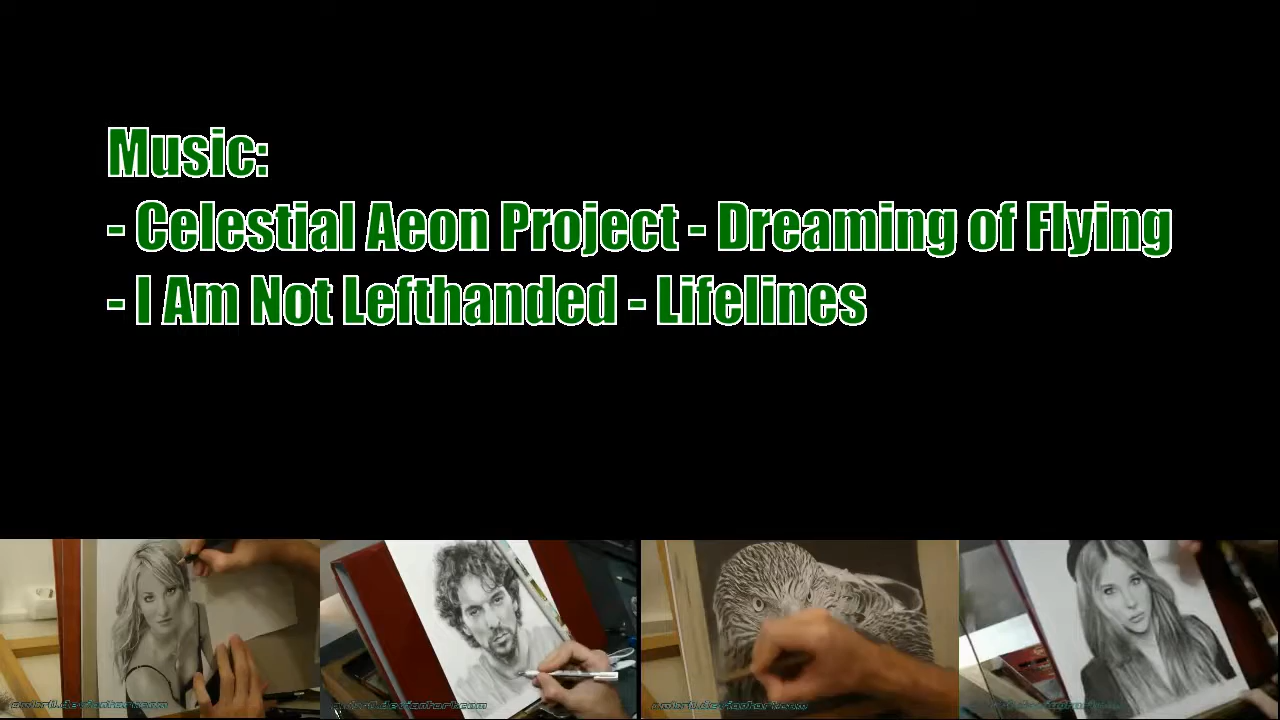 Music:
- Celestial Aeon Project - Dreaming of Flying
- I Am Not Lefthanded - Lifelines